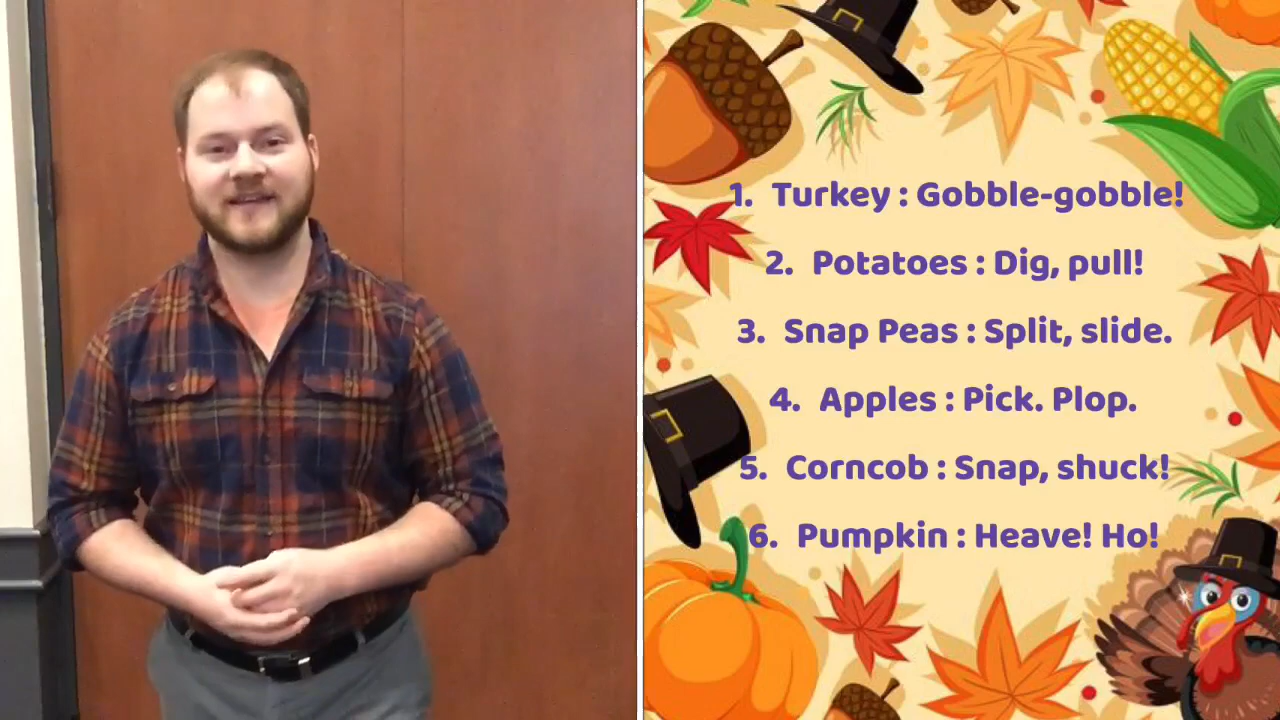 1. Turkey : Gobble-gobble!
2. Potatoes : Dig, pull!
3. Snap Peas : Split, slide.
4. Apples : Pick. Plop.
5. Corncob : Snap, shuck!
6. Pumpkin : Heave! Ho!